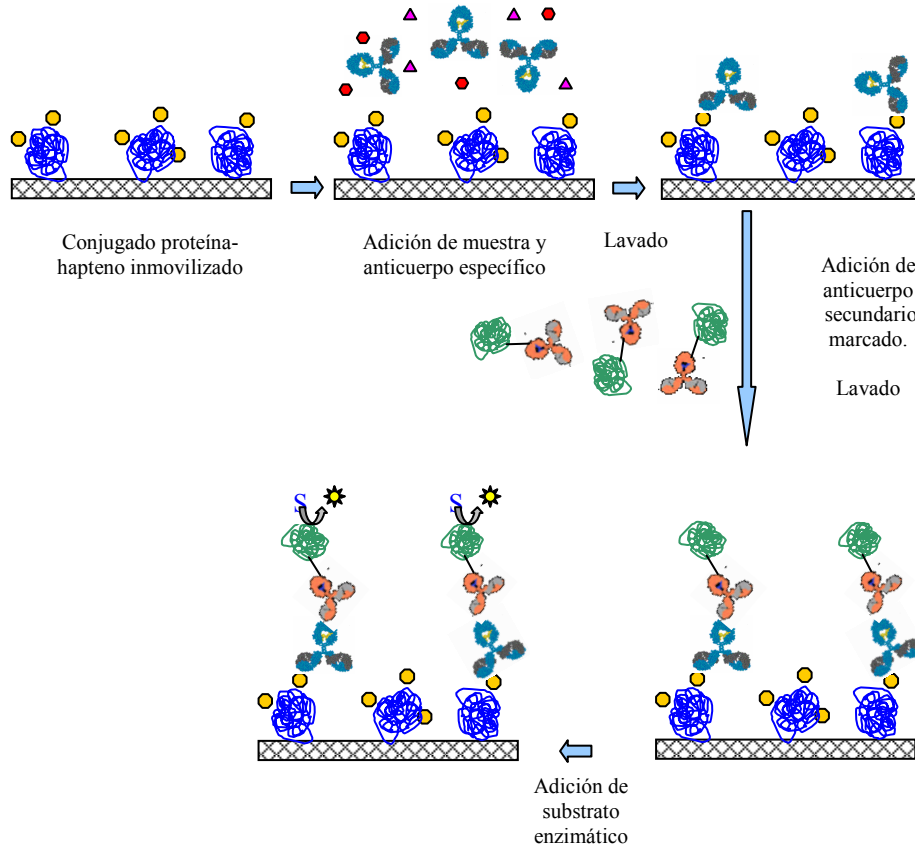 Conjugado proteína-
hapteno inmovilizado
Adición de muestra y
anticuerpo específico
Lavado
Adición de
anticuerpo
secundario
marcado.
Lavado
S
S
Adición de
substrato
enzimático